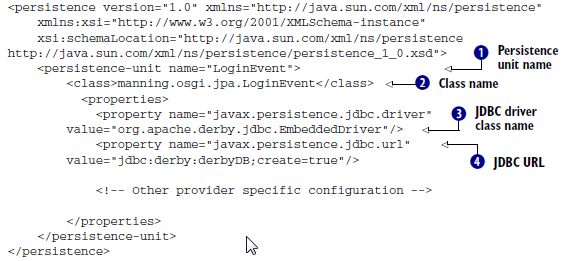 <persistence version="1.0" xmlns="http://java.sun.com/xml/ns/persistence"
xmlns:xsi="http://www.w3.org/2001/XMLSchema-instance"
xsi:schemaLocation="http://java.sun.com/xml/ns/persistence
http://java.sun.com/xml/ns/persistence/persistence_1_0.xsd">
1 Persistence unit name
<persistence-unit name="LoginEvent">
<class>manning.osgi.jpa.LoginEvent</class>
2 Class name
<properties>
<property name="javax.persistence.jdbc.driver"
value="org.apache.derby.jdbc.EmbeddedDriver"/>
3 JDBC driver class name
<property name="javax.persistence.jdbc.url"
value="jdbc:derby:derbyDB;create=true"/>
4 JDBC URL
<!-- Other provider specific configuration -->
</properties>
</persistence-unit>
</persistence>